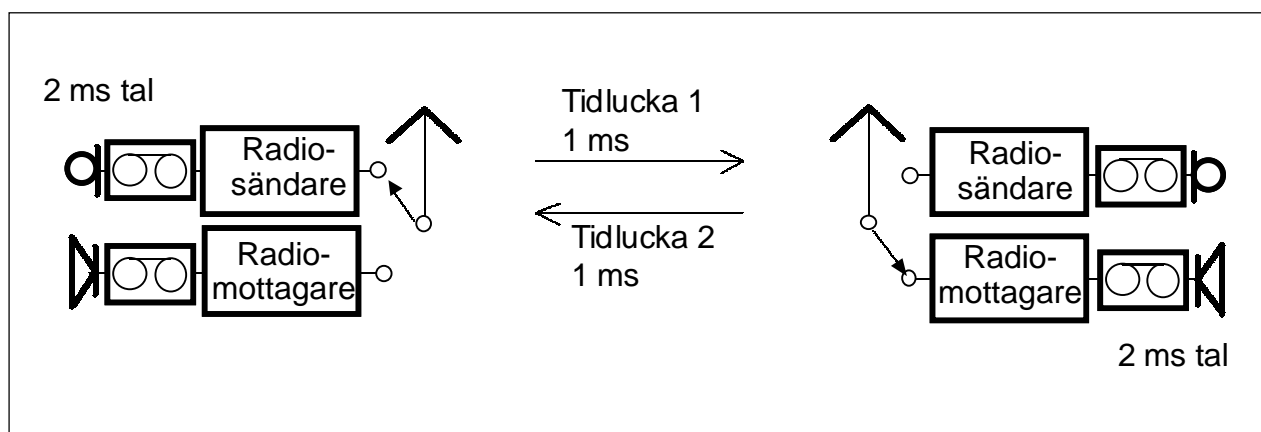 2 ms tal
Radio-
sändare
Radio-
mottagare
Tidlucka 1
1 ms
Tidlucka 2
1 ms
Radio-
sändare
Radio-
mottagare
2 ms tal